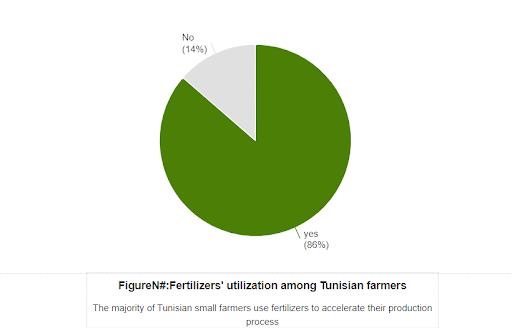 No
(14%)
yes
(86%)
FigureN#:Fertilizers' utilization among Tunisian farmers
The majority of Tunisian small farmers use fertilizers to accelerate their production
process